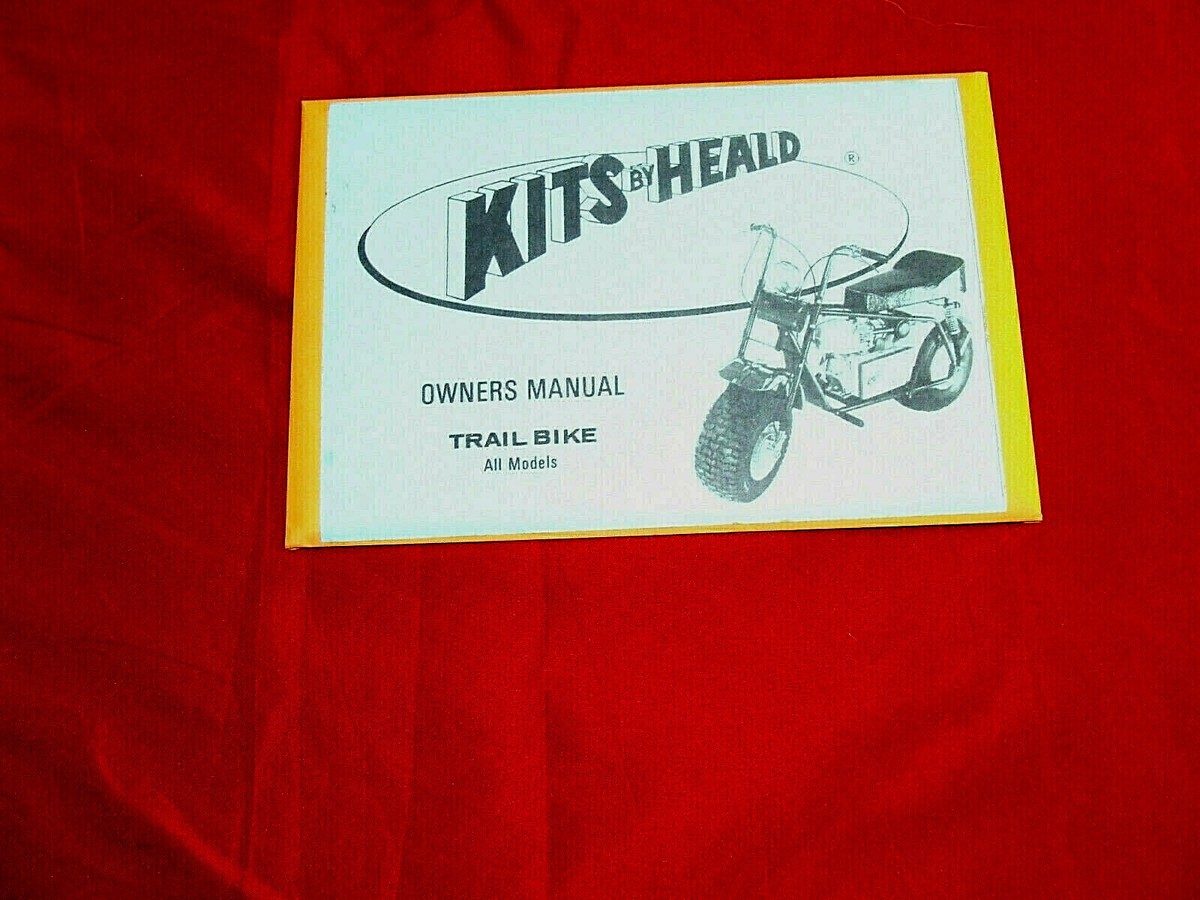 KITS BY HEALD ®
OWNERS MANUAL
TRAIL BIKE
All Models